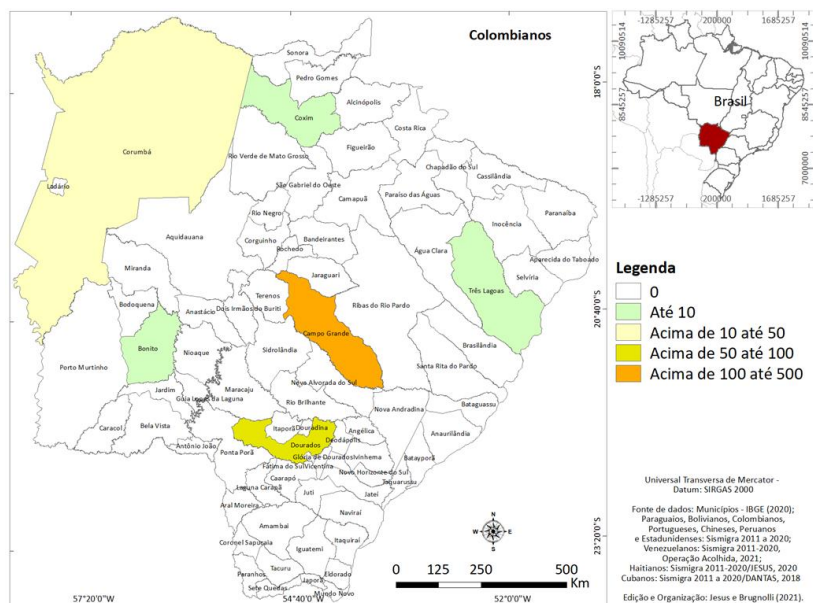 Colombianos
Sonora
Pedro Gomes
Alcinópolis
Coxim
Costa Rica
Corumbá
Figueirão
Rio Verde de Mato Grosso
Chapadão do Sul
Cassilândia
Ladário
São Gabriel do Oeste
Paraíso das Águas
Camapuã
Paranaíba
Rio Negro
Inocência
Aquidauana
Bandeirantes
Corguinho
Rochedo
Água Clara
Aparecida do Taboado
Miranda
Jaraguari
Três Lagoas
Selvíria
Terenos
Bodoquena
Ribas do Rio Pardo
Anastácio
Dois Irmãos do Buriti
Campo Grande
Bonito
Brasilândia
Nioaque
Sidrolândia
Porto Murtinho
Santa Rita do Pardo
Nova Alvorada do Sul
Jardim
Maracaju
Guia Lopes da Laguna
Rio Brilhante
Bataguassu
Nova Andradina
Caracol
Bela Vista
Itaporã
Douradina
Angélica
Anaurilândia
Deodápolis
Antônio João
Dourados
Ponta Porã
Glória de Dourados
Ivinhema
Batayporã
Fátima do Sul
Vicentina
Novo Horizonte do Sul
Caarapó
Taquarussu
Laguna Carapã
Juti
Jateí
Aral Moreira
Naviraí
Amambai
Coronel Sapucaia
Itaquiraí
Iguatemi
Tacuru
Paranhos
Eldorado
Japorã
Sete Quedas
Mundo Novo
N
W
E
S
0
125
250
500
Km
57°20'0"W
54°40'0"W
52°0'0"W
18°0'0"S
20°40'0"S
23°20'0"S
-1285257
200000
1685257
10090514
10090514
8545257
8545257
7000000
7000000
Brasil
-1285257
200000
1685257
Legenda
0
Até 10
Acima de 10 até 50
Acima de 50 até 100
Acima de 100 até 500
Universal Transversa de Mercator -
Datum: SIRGAS 2000
Fonte de dados: Municípios - IBGE (2020);
Paraguaios, Bolivianos, Colombianos,
Portugueses, Chineses, Peruanos
e Estadunidenses: Sismigra 2011 a 2020;
Venezuelanos: Sismigra 2011-2020,
Operação Acolhida, 2021;
Haitianos: Sismigra 2011-2020/JESUS, 2020
Cubanos: Sismigra 2011 a 2020/DANTAS, 2018
Edição e Organização: Jesus e Brugnolli (2021).